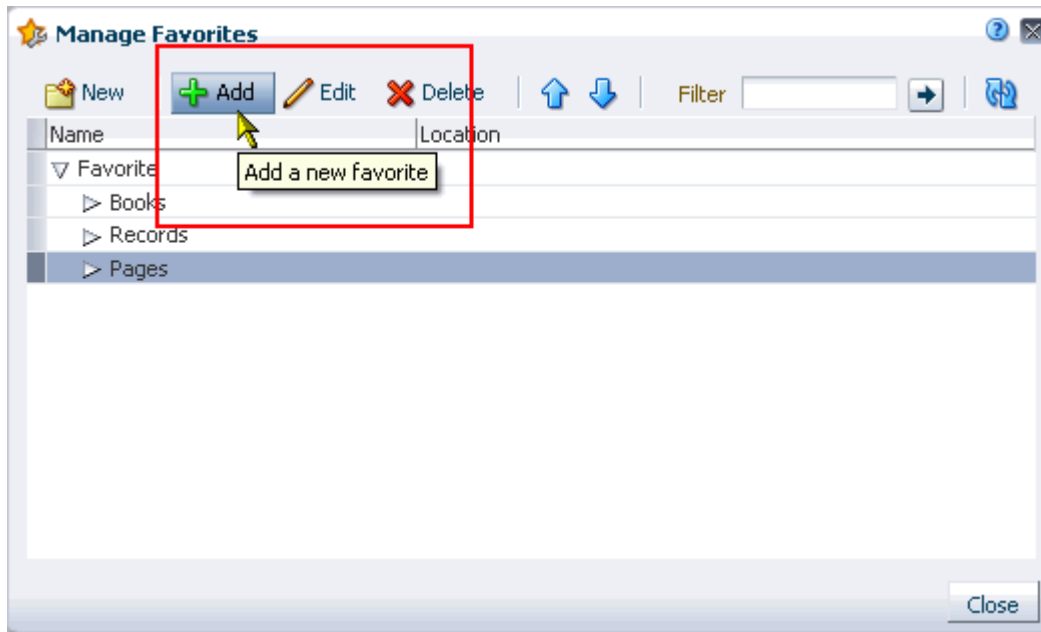 Manage Favorites
New Add Edit Delete Filter
Name Location
Favorite
Add a new favorite
Books
Records
Pages
Close